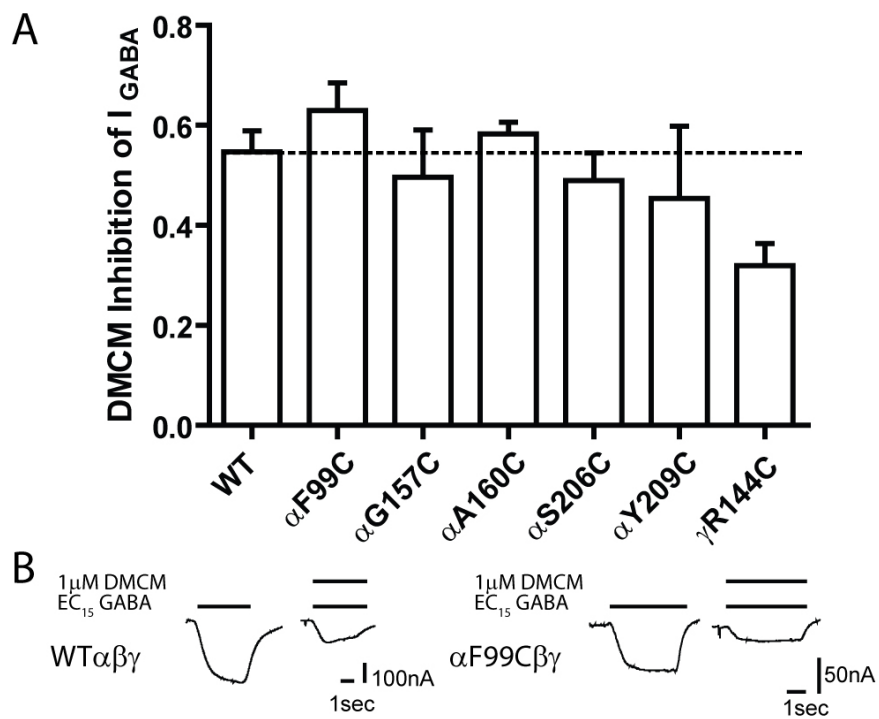 A
DMCM Inhibition of I GABA
0.8
0.6
0.4
0.2
0.0
WT
αF99C
αG157C
αA160C
αS206C
αY209C
γR144C
B
1μM DMCM
EC15 GABA
WTαβγ
100nA
1sec
1μM DMCM
EC15 GABA
αF99Cβγ
50nA
1sec